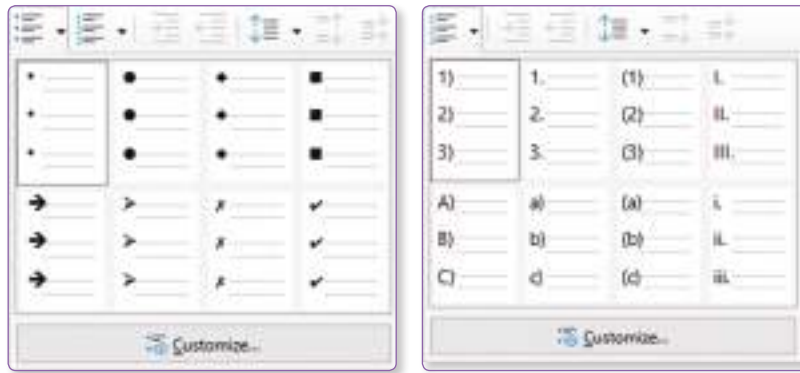 Customize...
1) 1. (1) I.
2) 2. (2) II.
3) 3. (3) III.
A) a) (a) i.
B) b) (b) ii.
C) c) (c) iii.
Customize...